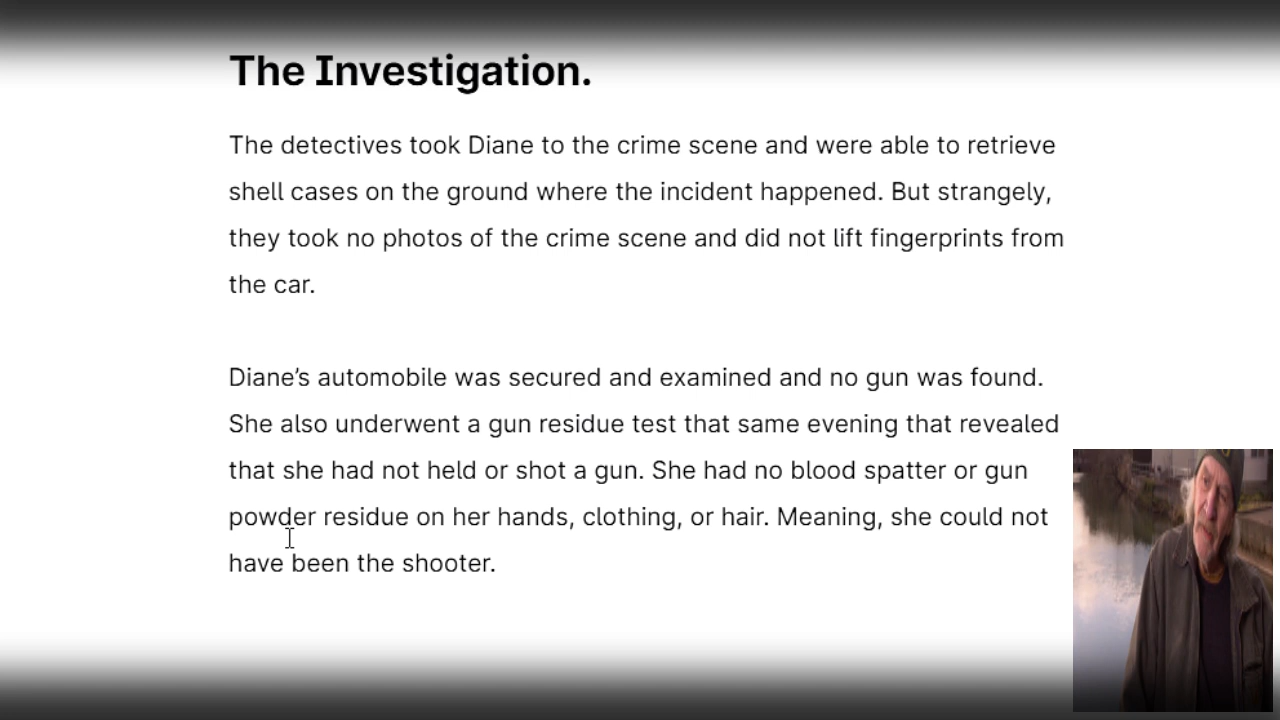 The Investigation.
The detectives took Diane to the crime scene and were able to retrieve
shell cases on the ground where the incident happened. But strangely,
they took no photos of the crime scene and did not lift fingerprints from
the car.
Diane’s automobile was secured and examined and no gun was found.
She also underwent a gun residue test that same evening that revealed
that she had not held or shot a gun. She had no blood spatter or gun
powder residue on her hands, clothing, or hair. Meaning, she could not
have been the shooter.